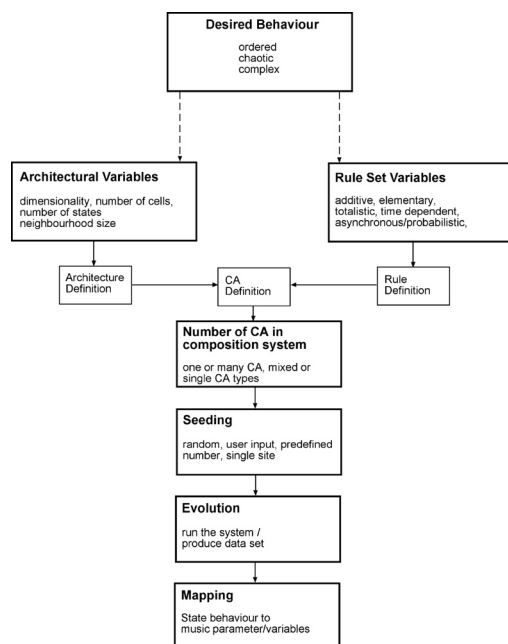 Desired Behaviour
ordered
chaotic
complex
Architectural Variables
dimensionality, number of cells,
number of states
neighbourhood size
Rule Set Variables
additive, elementary,
totalistic, time dependent,
asynchronous/probabilistic,
Architecture
Definition
CA
Definition
Rule
Definition
Number of CA in
composition system
one or many CA, mixed or
single CA types
Seeding
random, user input, predefined
number, single site
Evolution
run the system /
produce data set
Mapping
State behaviour to
music parameter/variables